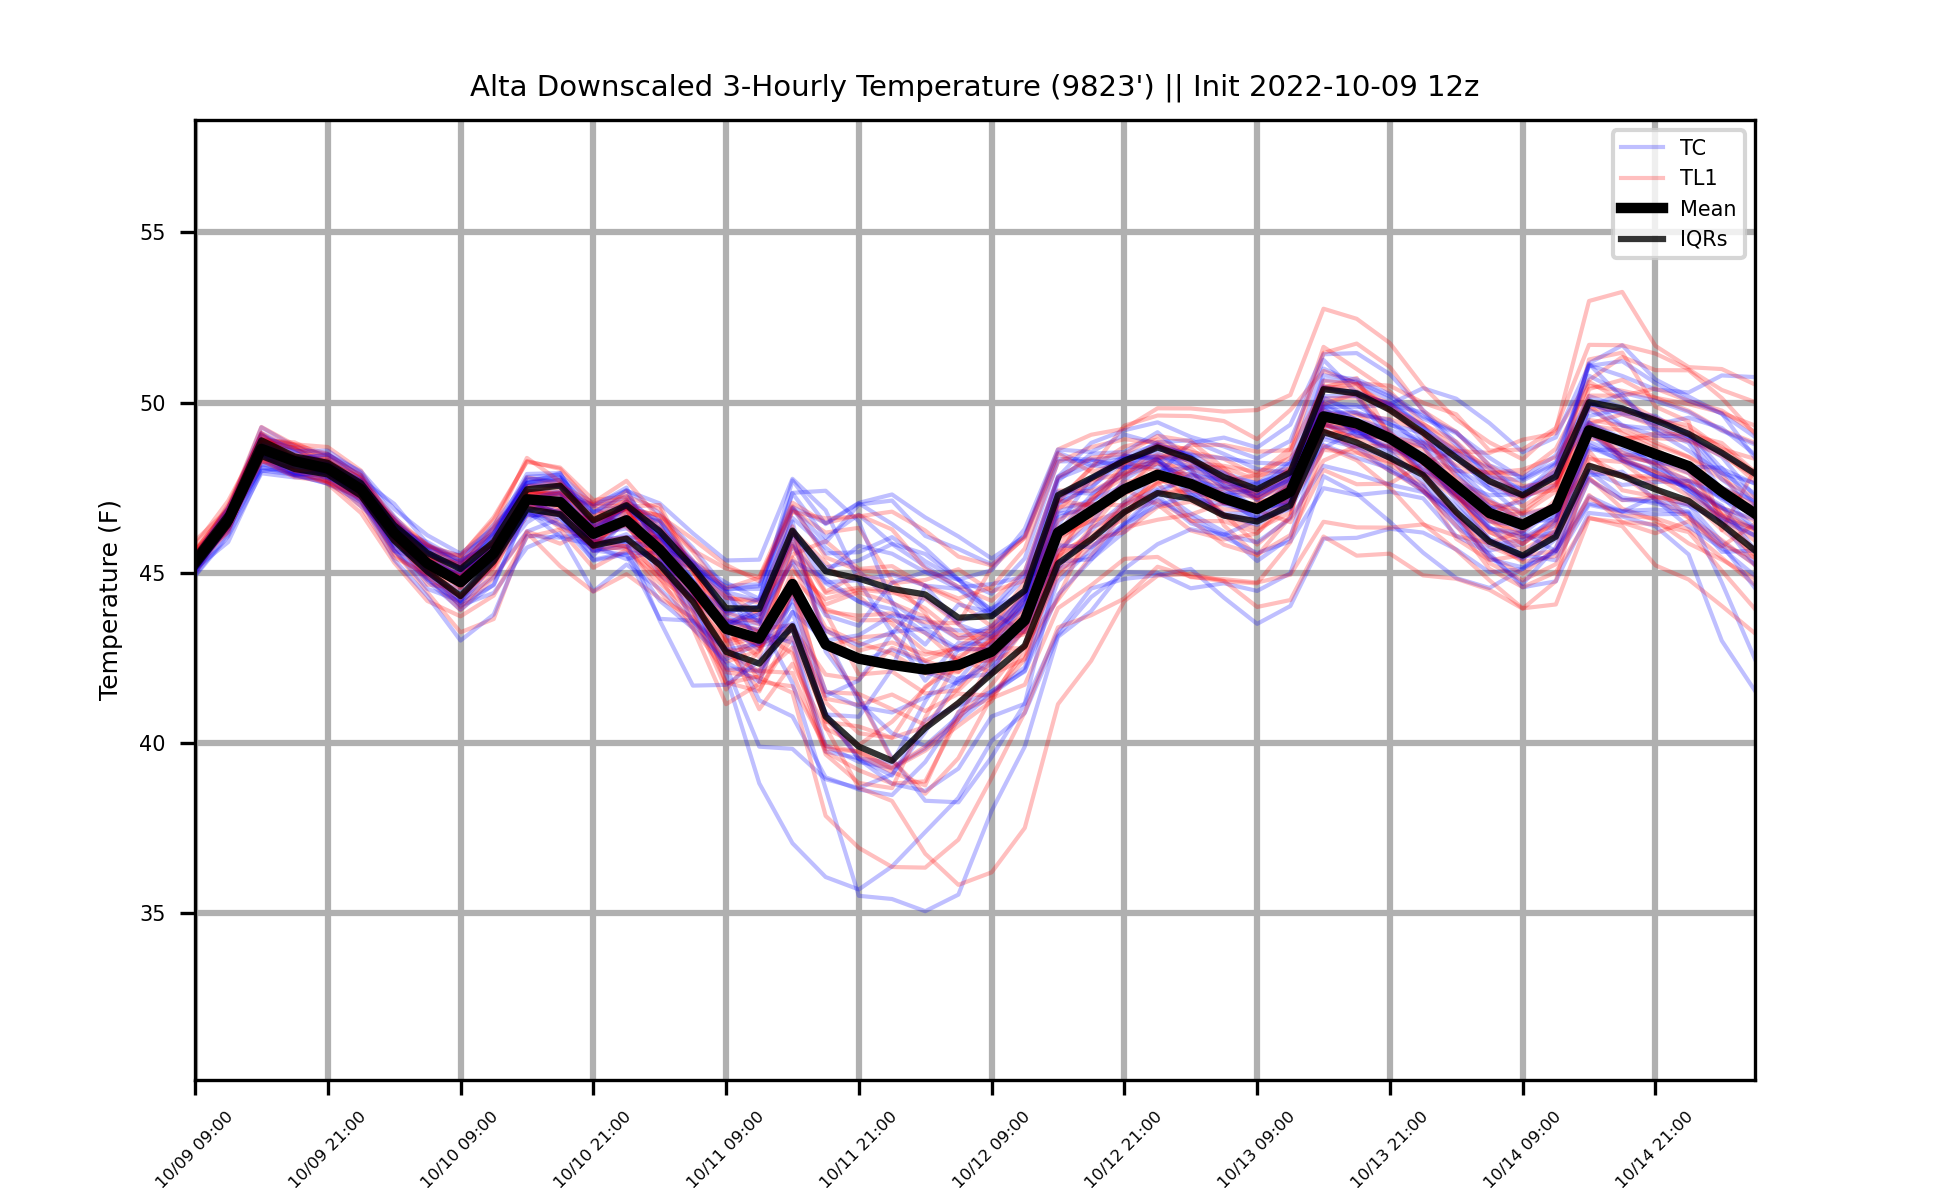 Alta Downscaled 3-Hourly Temperature (9823') || Init 2022-10-09 12z
TC
TL1
Mean
IQRs
Temperature (F)
55
50
45
40
35
10/09 09:00
10/09 21:00
10/10 09:00
10/10 21:00
10/11 09:00
10/11 21:00
10/12 09:00
10/12 21:00
10/13 09:00
10/13 21:00
10/14 09:00
10/14 21:00